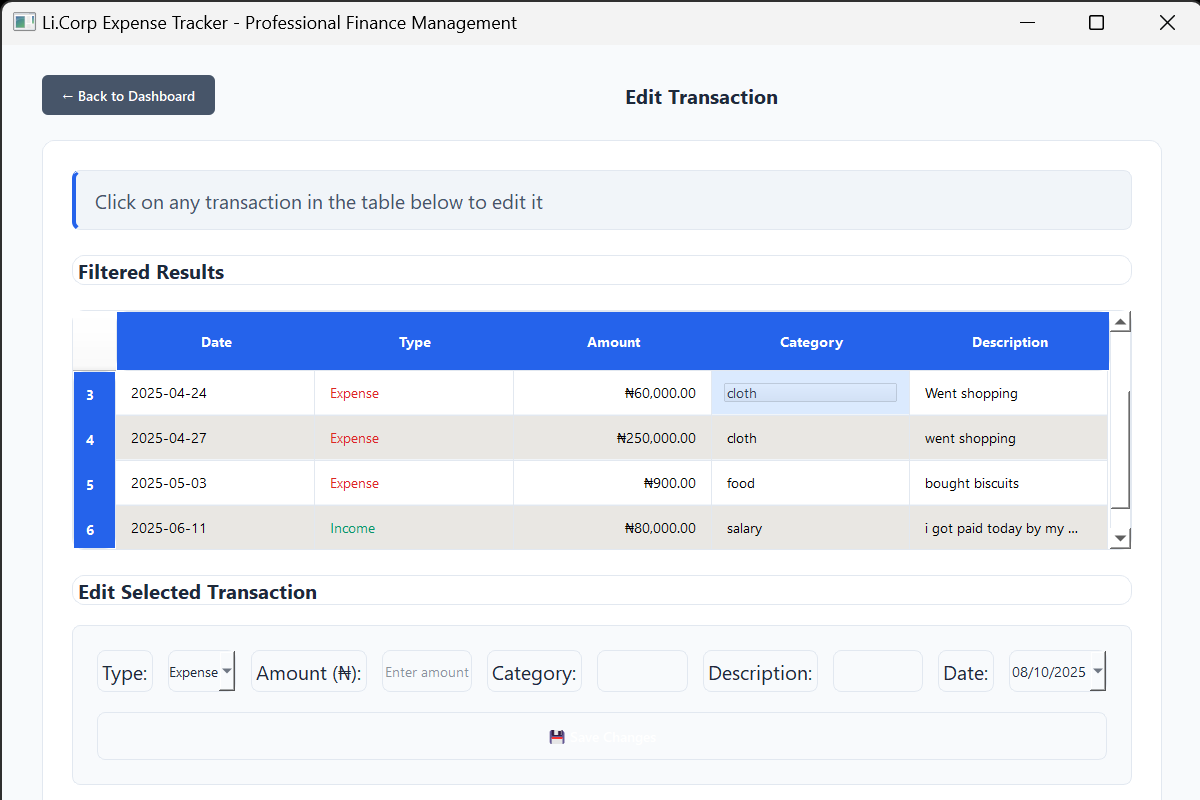 Li.Corp Expense Tracker - Professional Finance Management
← Back to Dashboard
Edit Transaction
Click on any transaction in the table below to edit it
Filtered Results
Date Type Amount Category Description
3 2025-04-24 Expense ₦60,000.00 cloth Went shopping
4 2025-04-27 Expense ₦250,000.00 cloth went shopping
5 2025-05-03 Expense ₦900.00 food bought biscuits
6 2025-06-11 Income ₦80,000.00 salary i got paid today by my ...
Edit Selected Transaction
Type: Expense Amount (₦): Enter amount Category: Description: Date: 08/10/2025
Save Changes